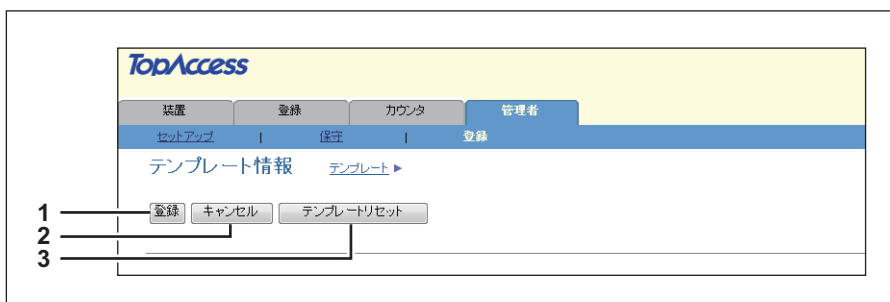 TopAccess
装置 登録 カウンタ 管理者
セットアップ | 保守 | 登録
テンプレート情報 テンプレート ▶
1 登録 キャンセル テンプレートリセット
2
3